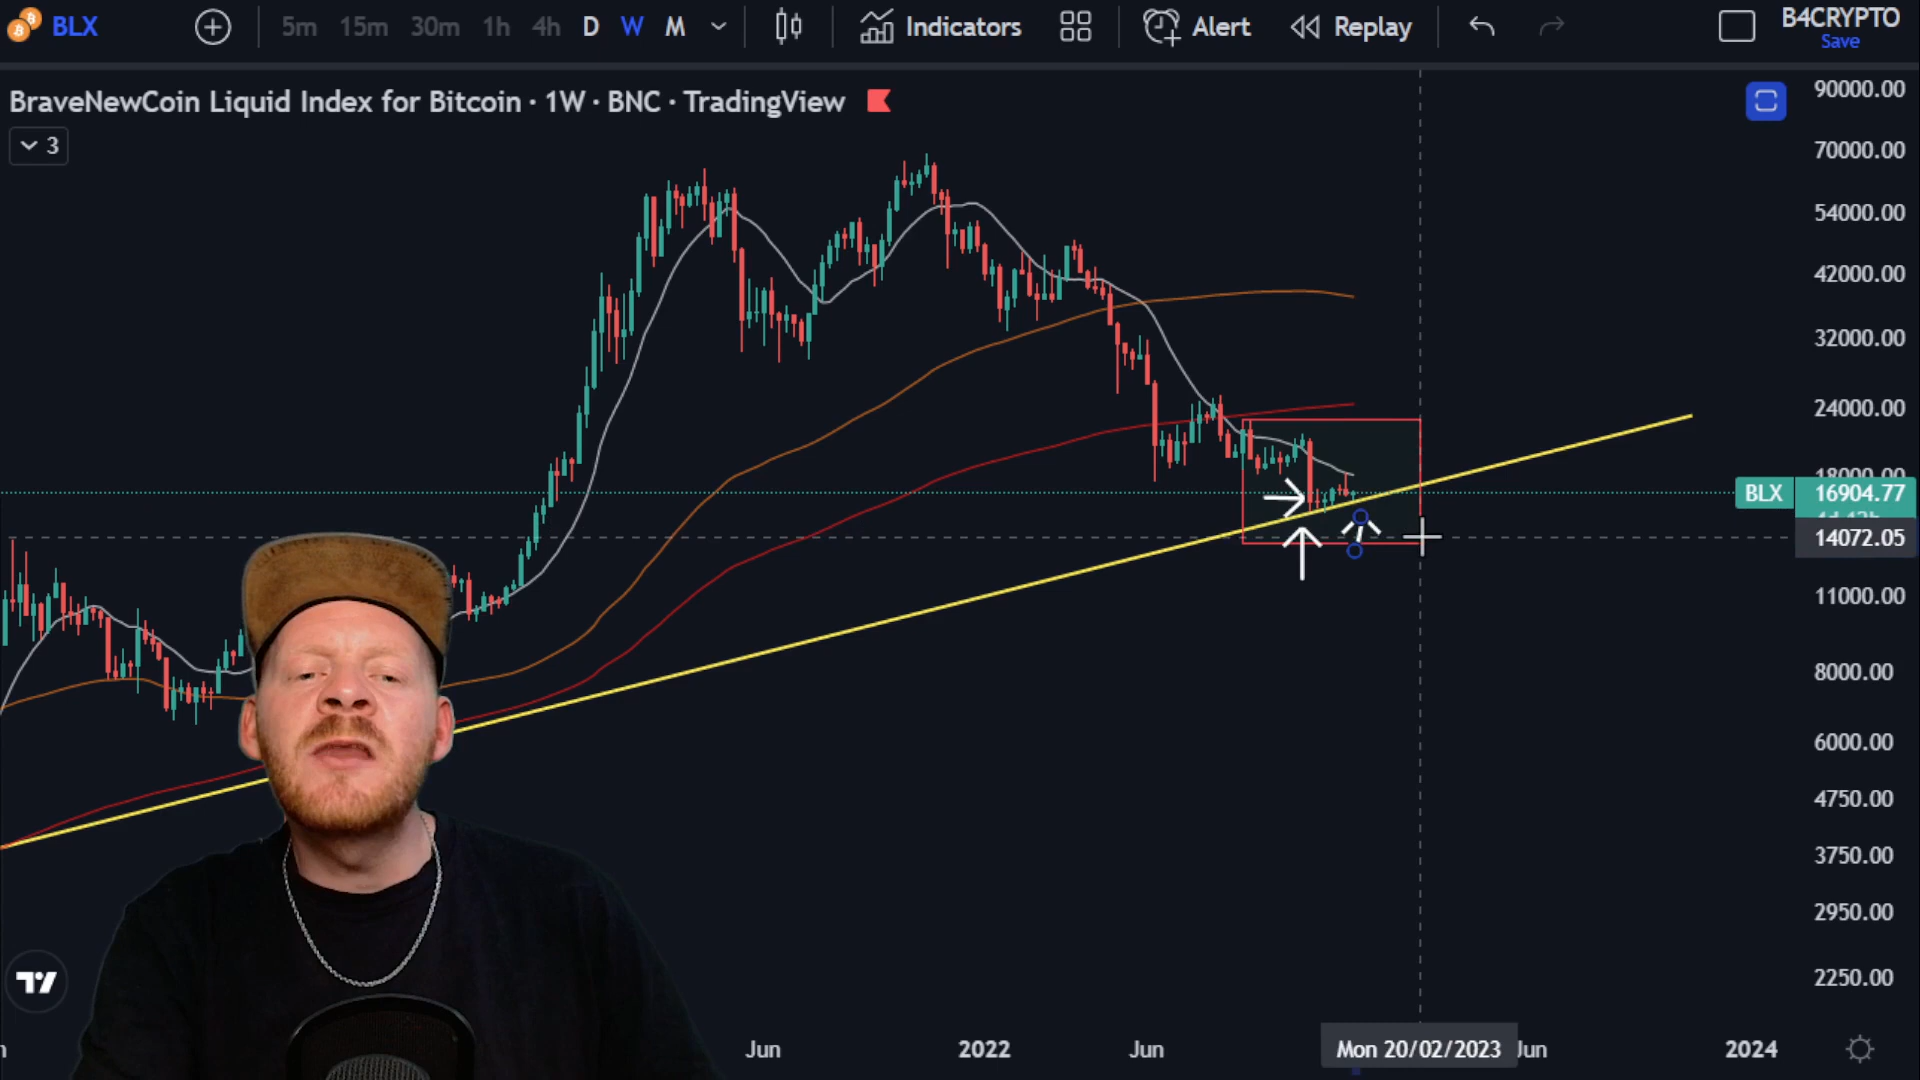 BLX
5m 15m 30m 1h 4h D W M Indicators Alert Replay
B4CRYPTO
Save
BraveNewCoin Liquid Index for Bitcoin · 1W · BNC · TradingView
3
90000.00
70000.00
54000.00
42000.00
32000.00
24000.00
18000.00
BLX 16904.77
14072.05
11000.00
8000.00
6000.00
4750.00
3750.00
2950.00
2250.00
Jun 2022 Jun Mon 20/02/2023 Jun 2024